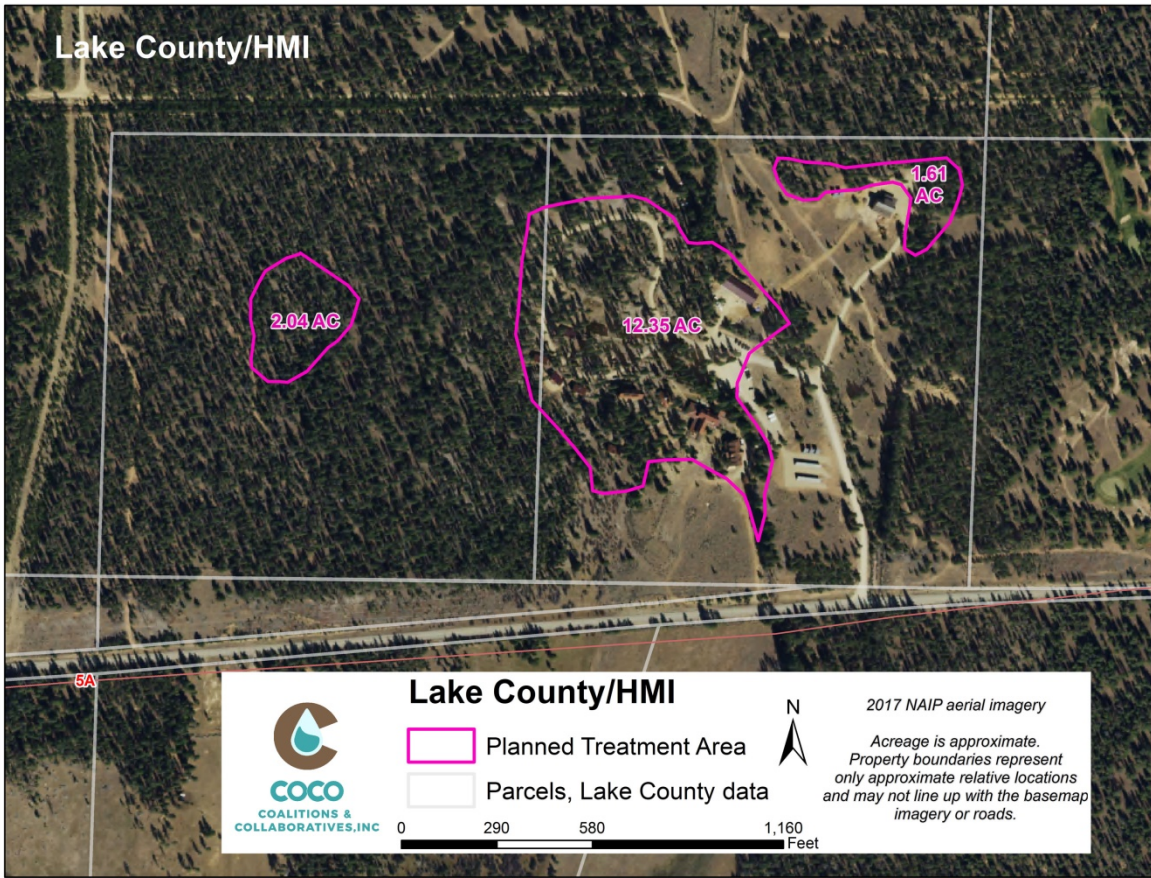 Lake County/HMI
1.61
AC
2.04 AC
12.35 AC
5A
Lake County/HMI
Planned Treatment Area
Parcels, Lake County data
0 290 580 1,160
Feet
N
2017 NAIP aerial imagery
Acreage is approximate.
Property boundaries represent
only approximate relative locations
and may not line up with the basemap
imagery or roads.
COCO
COALITIONS &
COLLABORATIVES,INC